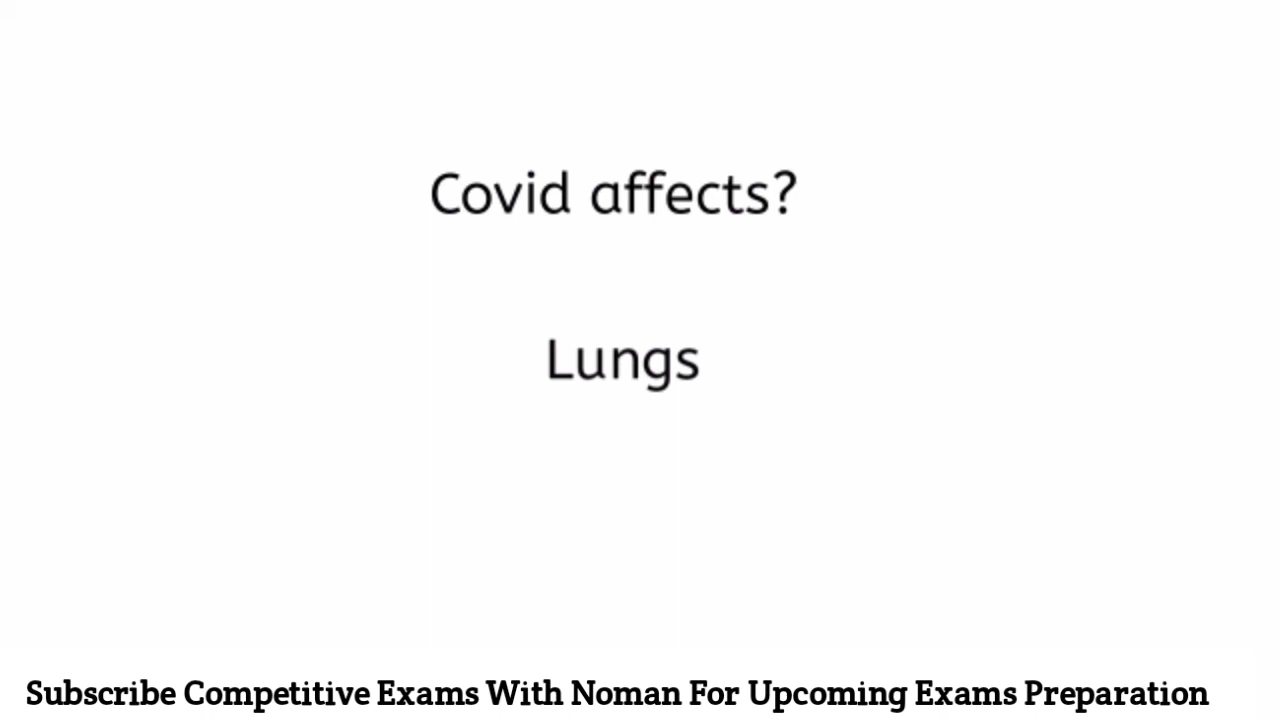 Covid affects?
Lungs
Subscribe Competitive Exams With Noman For Upcoming Exams Preparation